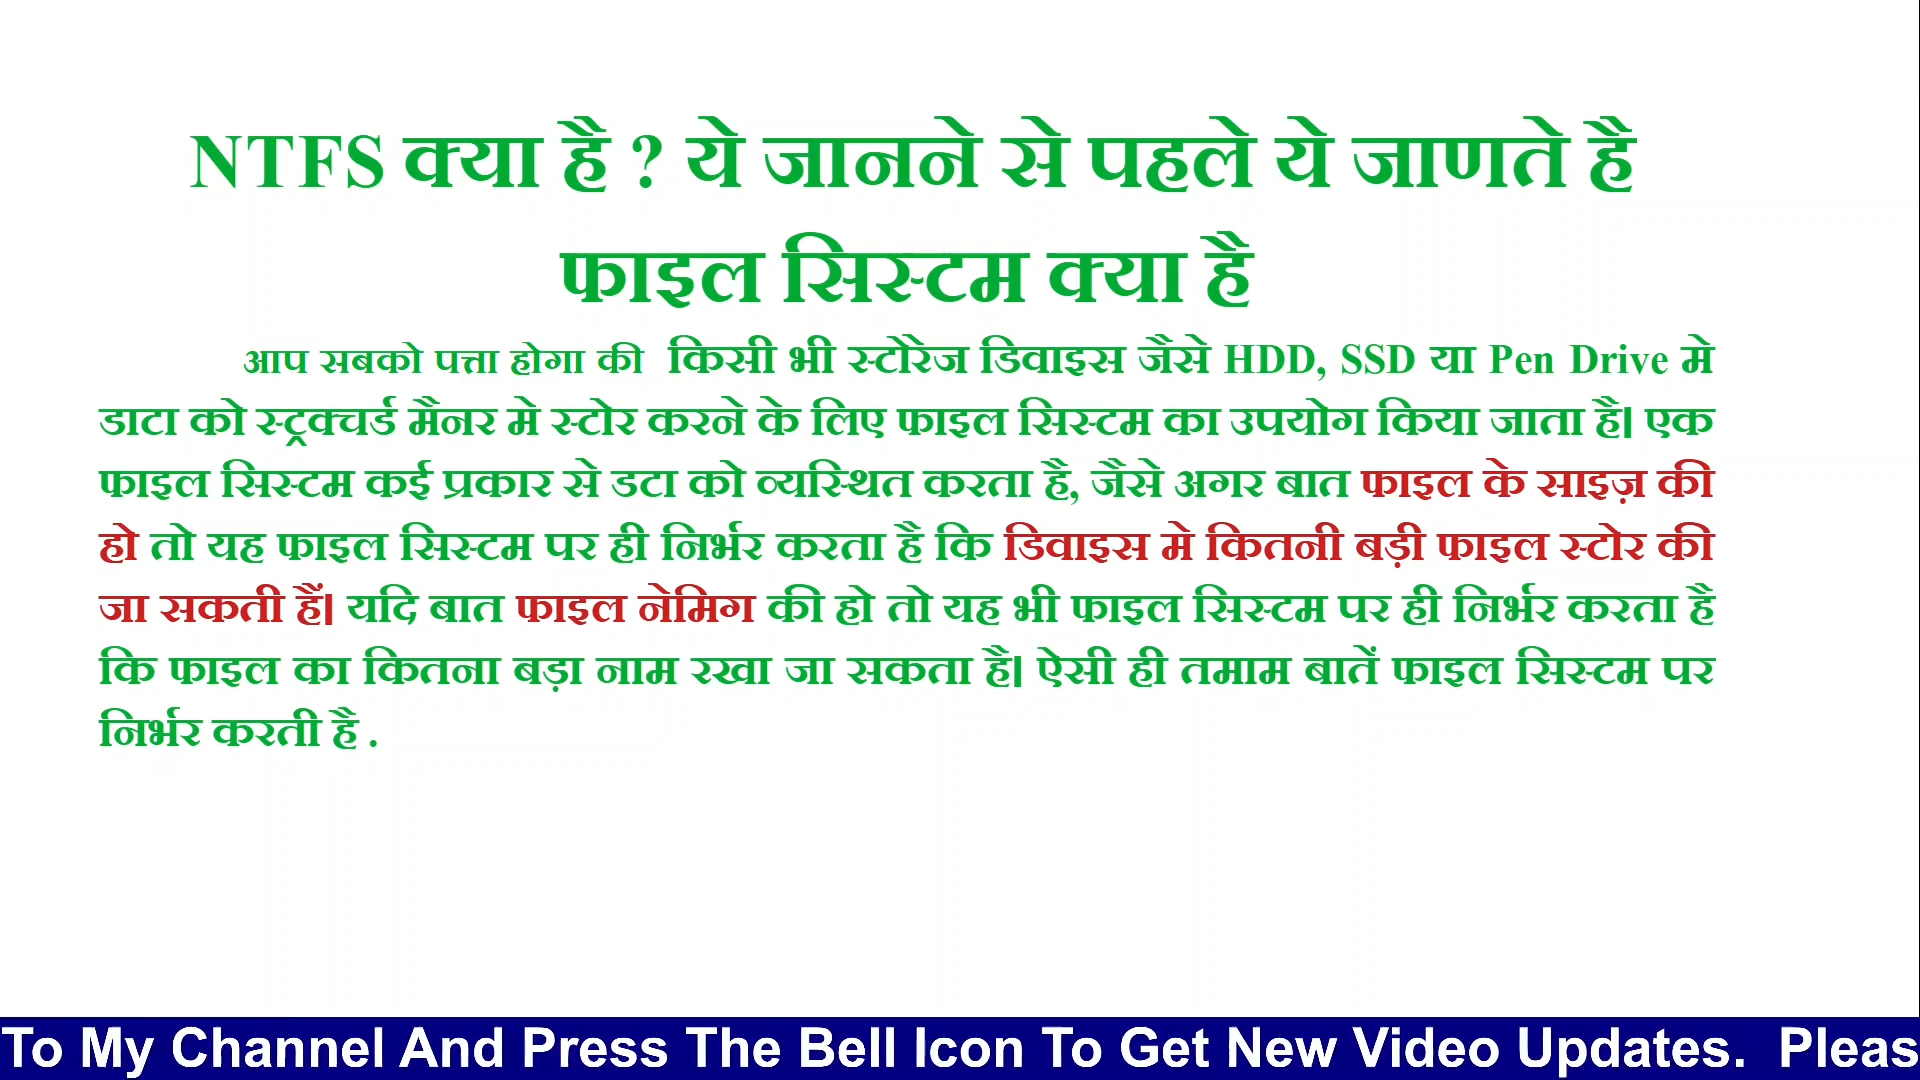 NTFS क्या है ? ये जानने से पहले ये जाणते है
फाइल सिस्टम क्या है
आप सबको पत्ता होगा की किसी भी स्टोरेज डिवाइस जैसे HDD, SSD या Pen Drive मे
डाटा को स्ट्रक्चर्ड मैनर मे स्टोर करने के लिए फाइल सिस्टम का उपयोग किया जाता है। एक
फाइल सिस्टम कई प्रकार से डटा को व्यस्थित करता है, जैसे अगर बात फाइल के साइज़ की
हो तो यह फाइल सिस्टम पर ही निर्भर करता है कि डिवाइस मे कितनी बड़ी फाइल स्टोर की
जा सकती हैं। यदि बात फाइल नेमिग की हो तो यह भी फाइल सिस्टम पर ही निर्भर करता है
कि फाइल का कितना बड़ा नाम रखा जा सकता है। ऐसी ही तमाम बातें फाइल सिस्टम पर
निर्भर करती है .
To My Channel And Press The Bell Icon To Get New Video Updates. Pleas